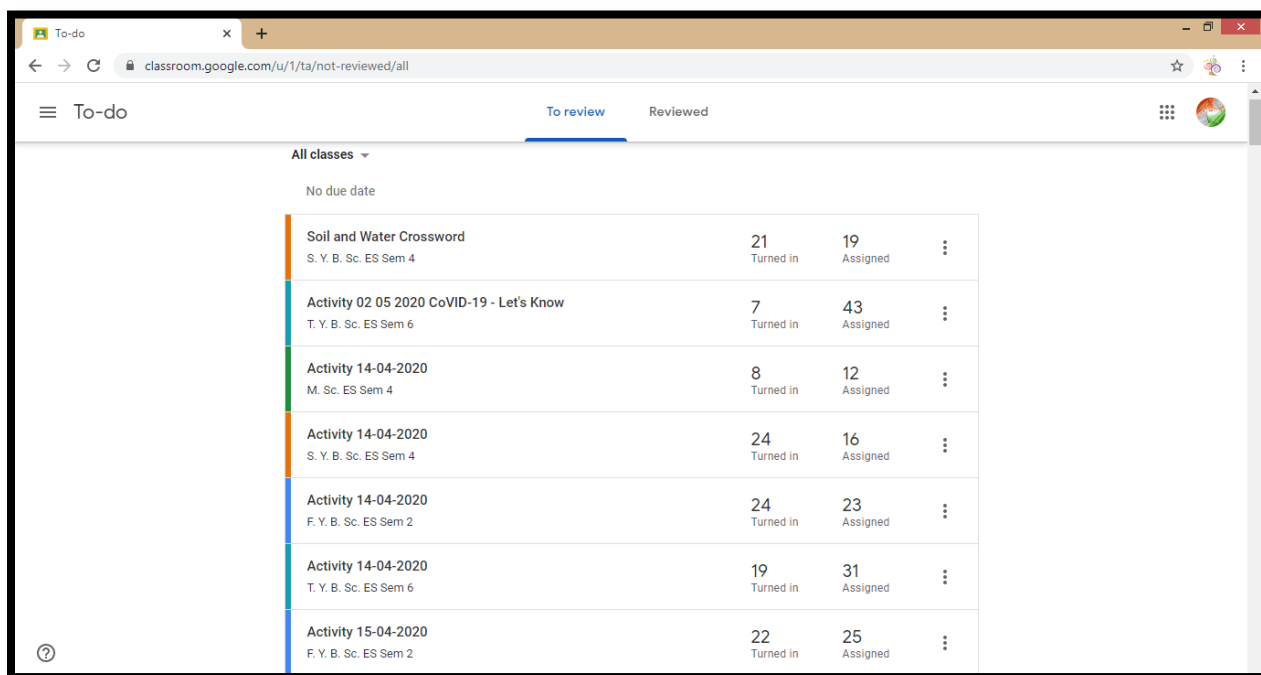 To-do
classroom.google.com/u/1/ta/not-reviewed/all
To-do To review Reviewed
All classes
No due date
Soil and Water Crossword
S. Y. B. Sc. ES Sem 4
21 19
Turned in Assigned
Activity 02 05 2020 CoVID-19 - Let's Know
T. Y. B. Sc. ES Sem 6
7 43
Turned in Assigned
Activity 14-04-2020
M. Sc. ES Sem 4
8 12
Turned in Assigned
Activity 14-04-2020
S. Y. B. Sc. ES Sem 4
24 16
Turned in Assigned
Activity 14-04-2020
F. Y. B. Sc. ES Sem 2
24 23
Turned in Assigned
Activity 14-04-2020
T. Y. B. Sc. ES Sem 6
19 31
Turned in Assigned
Activity 15-04-2020
F. Y. B. Sc. ES Sem 2
22 25
Turned in Assigned